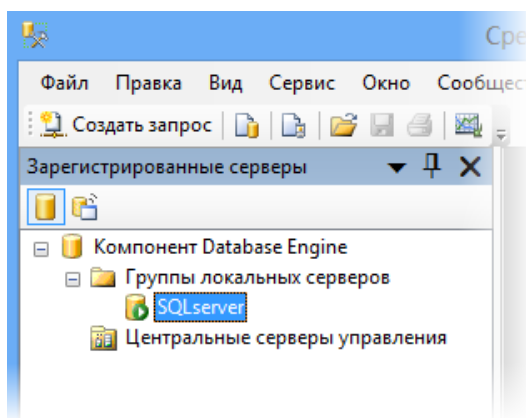 Сре
Файл Правка Вид Сервис Окно Сообщес
Создать запрос
Зарегистрированные серверы
Компонент Database Engine
Группы локальных серверов
SQLserver
Центральные серверы управления